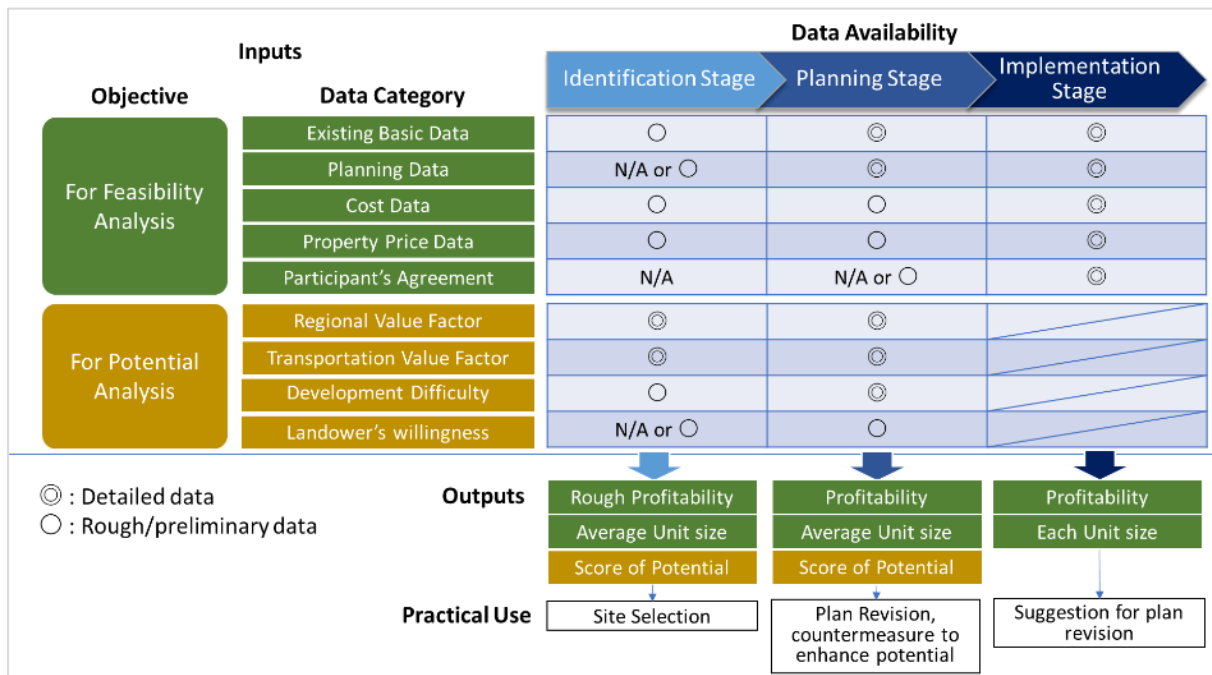 Inputs
Data Availability
Objective
Data Category
Identification Stage
Planning Stage
Implementation
Stage
For Feasibility
Analysis
Existing Basic Data
○
◎
◎
Planning Data
N/A or ○
◎
◎
Cost Data
○
○
◎
Property Price Data
○
○
◎
Participant's Agreement
N/A
N/A or ○
◎
For Potential
Analysis
Regional Value Factor
◎
◎
Transportation Value Factor
◎
◎
Development Difficulty
○
◎
Landower's willingness
N/A or ○
○
◎ : Detailed data
○ : Rough/preliminary data
Outputs
Rough Profitability
Average Unit size
Score of Potential
Profitability
Average Unit size
Score of Potential
Profitability
Each Unit size
Practical Use
Site Selection
Plan Revision,
countermeasure to
enhance potential
Suggestion for plan
revision